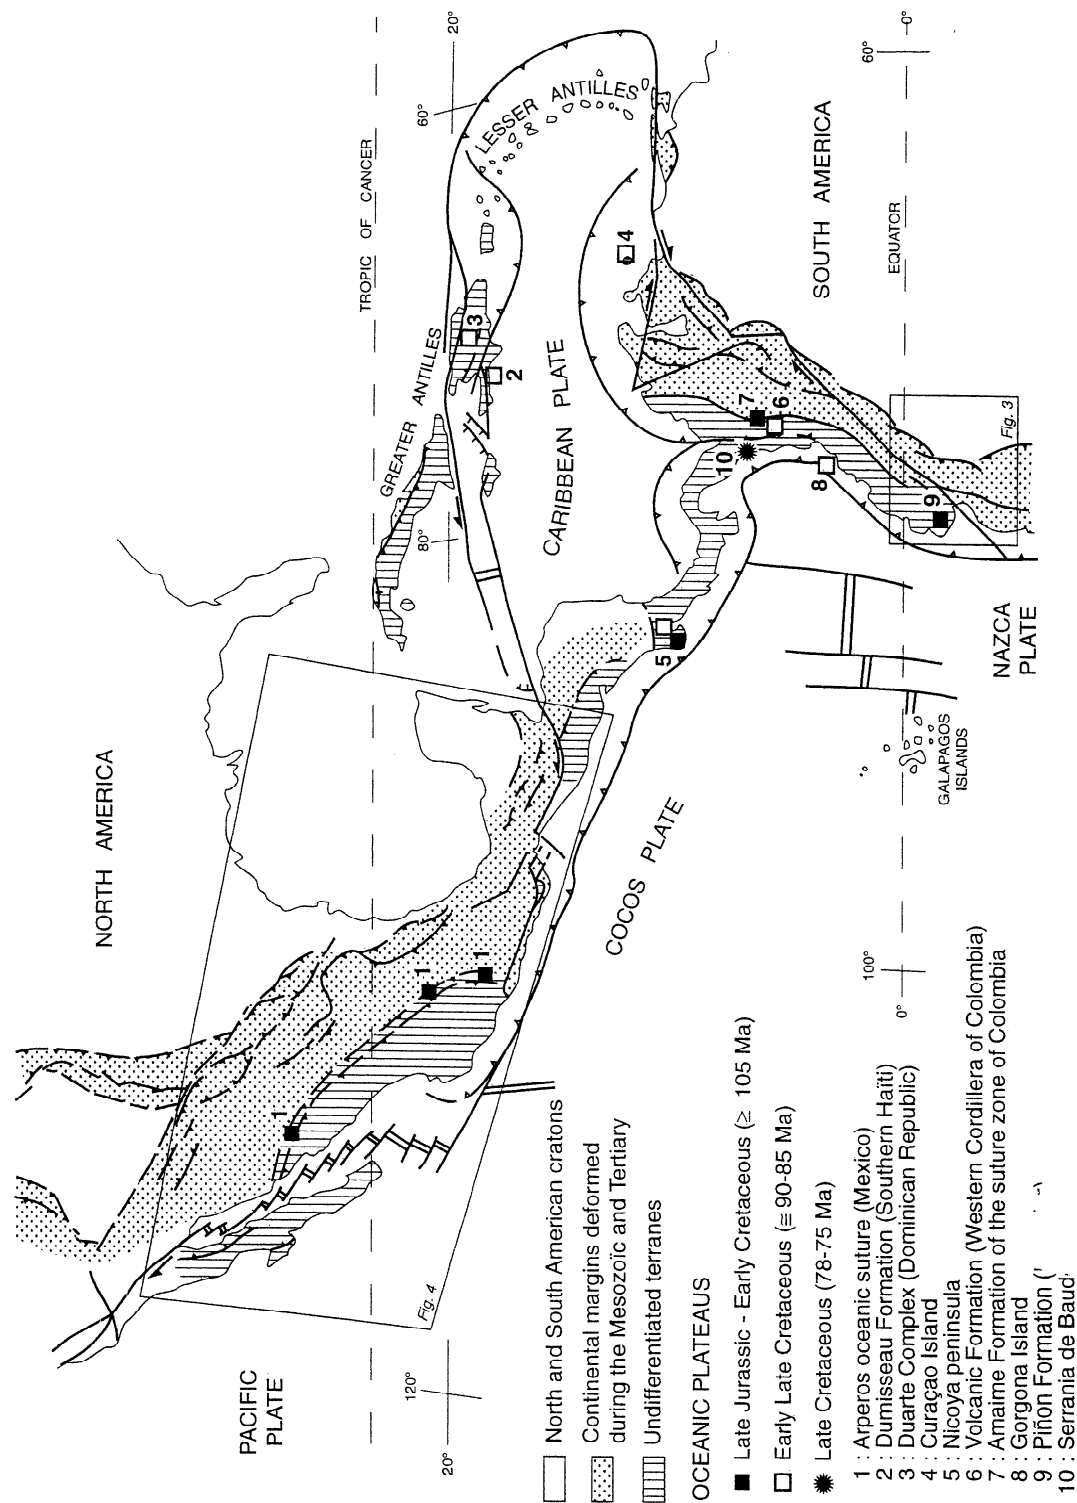 NORTH AMERICA
PACIFIC
PLATE
TROPIC OF CANCER
20°
60°
LESSER ANTILLES
GREATER ANTILLES
CARIBBEAN PLATE
80°
3
2
4
SOUTH AMERICA
EQUATOR
60°
0°
7
6
10
8
9
5
Fig. 3
NAZCA
PLATE
GALAPAGOS
ISLANDS
COCOS PLATE
100°
0°
1
1
1
Fig. 4
120°
20°
North and South American cratons
Continental margins deformed
during the Mesozoïc and Tertiary
Undifferentiated terranes
OCEANIC PLATEAUS
Late Jurassic - Early Cretaceous (≥ 105 Ma)
Early Late Cretaceous (≅ 90-85 Ma)
Late Cretaceous (78-75 Ma)
1 : Arperos oceanic suture (Mexico)
2 : Dumisseau Formation (Southern Haïti)
3 : Duarte Complex (Dominican Republic)
4 : Curaçao Island
5 : Nicoya peninsula
6 : Volcanic Formation (Western Cordillera of Colombia)
7 : Amaime Formation of the suture zone of Colombia
8 : Gorgona Island
9 : Piñon Formation (
10 : Serrania de Baud